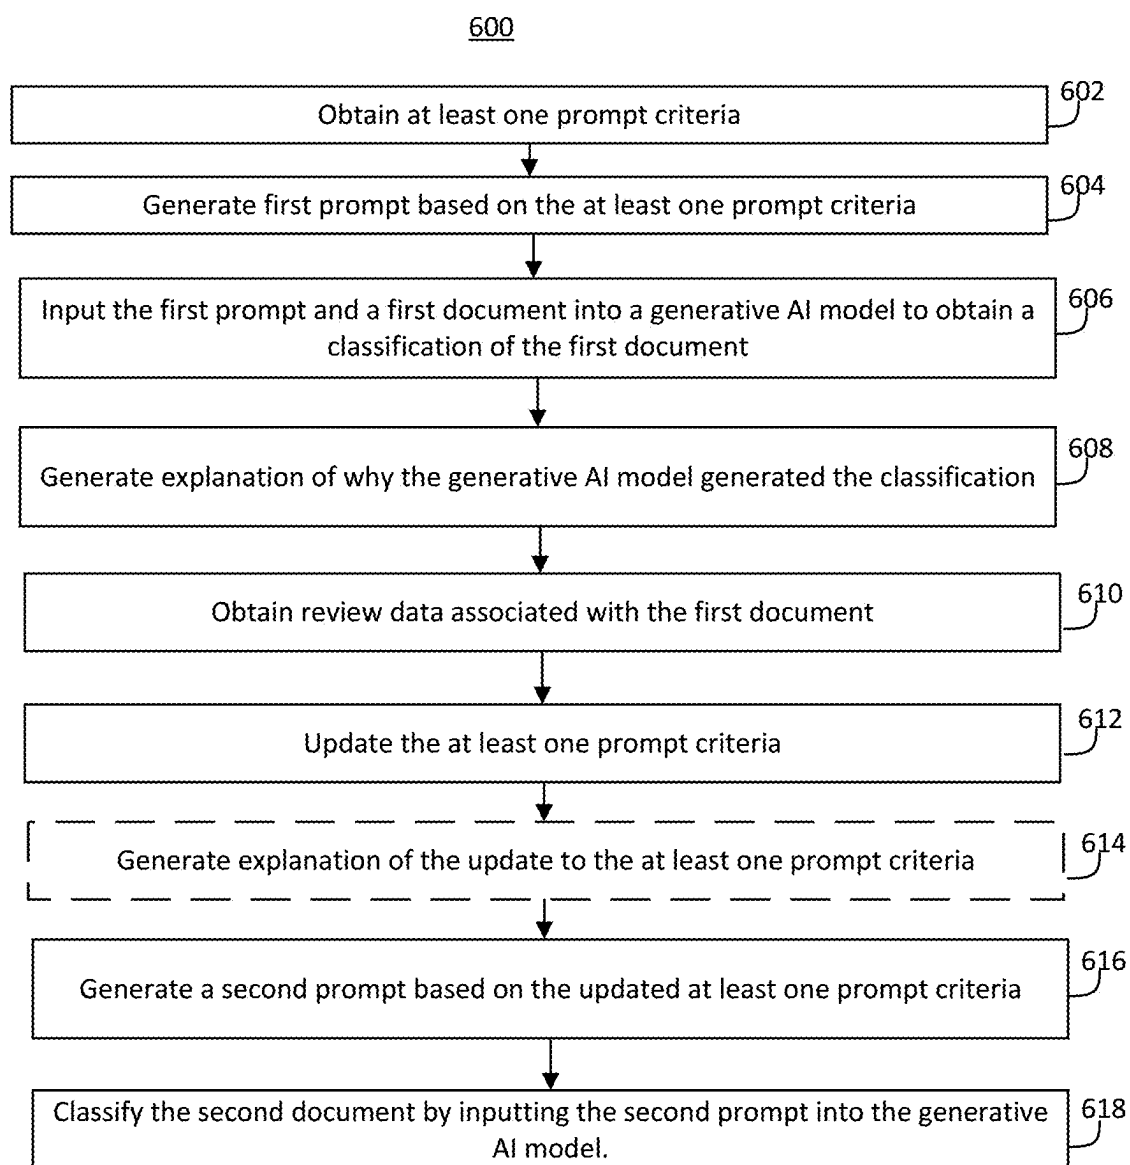 600
602
Obtain at least one prompt criteria
604
Generate first prompt based on the at least one prompt criteria
606
Input the first prompt and a first document into a generative AI model to obtain a
classification of the first document
608
Generate explanation of why the generative AI model generated the classification
610
Obtain review data associated with the first document
612
Update the at least one prompt criteria
614
Generate explanation of the update to the at least one prompt criteria
616
Generate a second prompt based on the updated at least one prompt criteria
618
Classify the second document by inputting the second prompt into the generative
AI model.